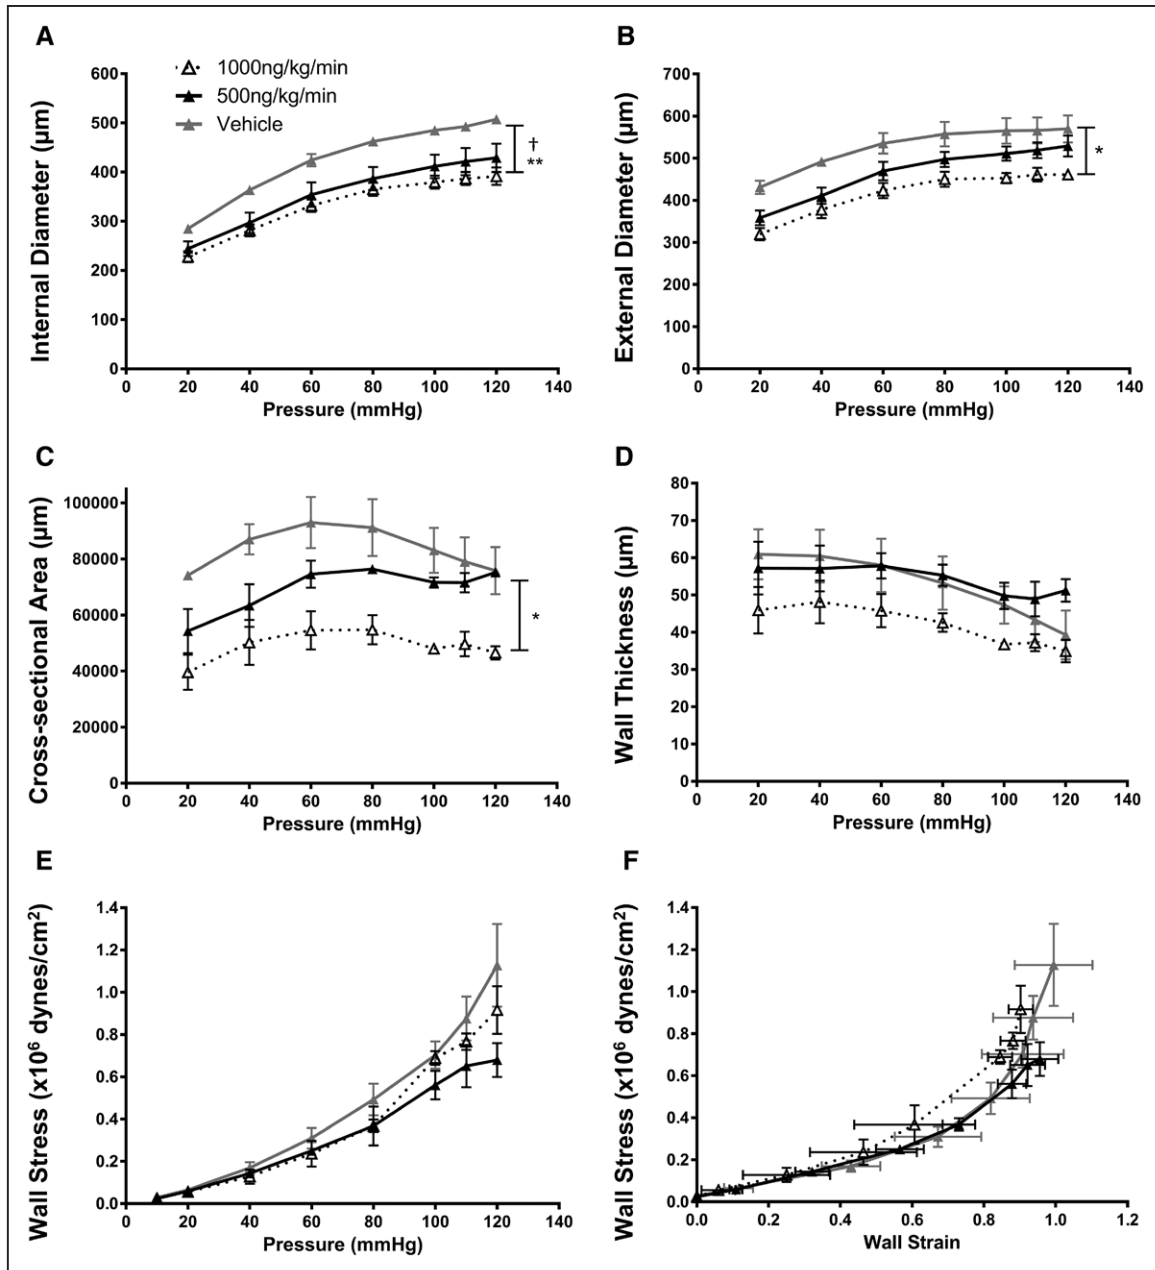 A
1000ng/kg/min
500ng/kg/min
Vehicle
Internal Diameter (µm)
600
500
400
300
200
100
0
†
**
0 20 40 60 80 100 120 140
Pressure (mmHg)
B
External Diameter (µm)
700
600
500
400
300
200
100
0
*
0 20 40 60 80 100 120 140
Pressure (mmHg)
C
Cross-sectional Area (µm)
100000
80000
60000
40000
20000
0
*
0 20 40 60 80 100 120 140
Pressure (mmHg)
D
Wall Thickness (µm)
80
70
60
50
40
30
20
10
0
0 20 40 60 80 100 120 140
Pressure (mmHg)
E
Wall Stress (x10⁶ dynes/cm²)
1.4
1.2
1.0
0.8
0.6
0.4
0.2
0.0
0 20 40 60 80 100 120 140
Pressure (mmHg)
F
Wall Stress (x10⁶ dynes/cm²)
1.4
1.2
1.0
0.8
0.6
0.4
0.2
0.0
0.0 0.2 0.4 0.6 0.8 1.0 1.2
Wall Strain